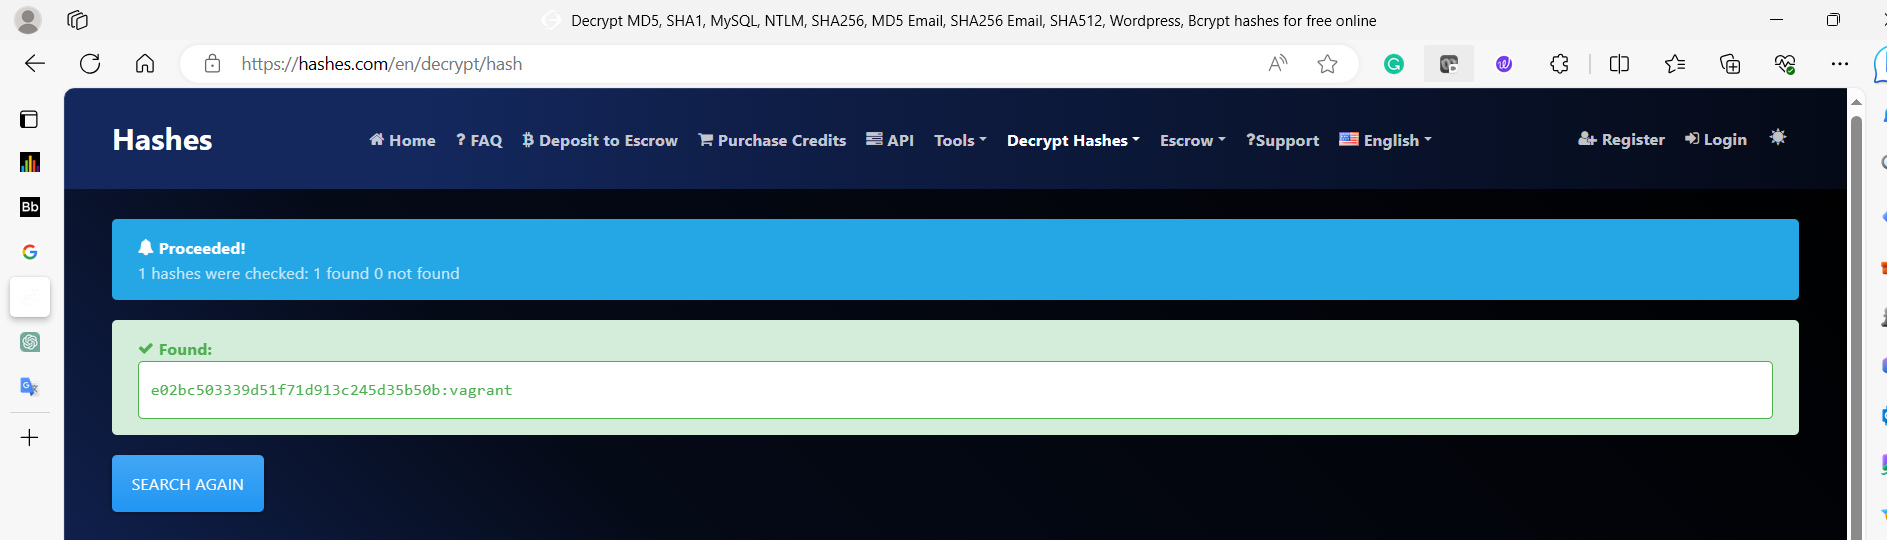 Decrypt MD5, SHA1, MySQL, NTLM, SHA256, MD5 Email, SHA256 Email, SHA512, Wordpress, Bcrypt hashes for free online
https://hashes.com/en/decrypt/hash
Hashes
Home ? FAQ Deposit to Escrow Purchase Credits API Tools Decrypt Hashes Escrow ?Support English Register Login
Proceeded!
1 hashes were checked: 1 found 0 not found
Found:
e02bc503339d51f71d913c245d35b50b:vagrant
SEARCH AGAIN
Bb